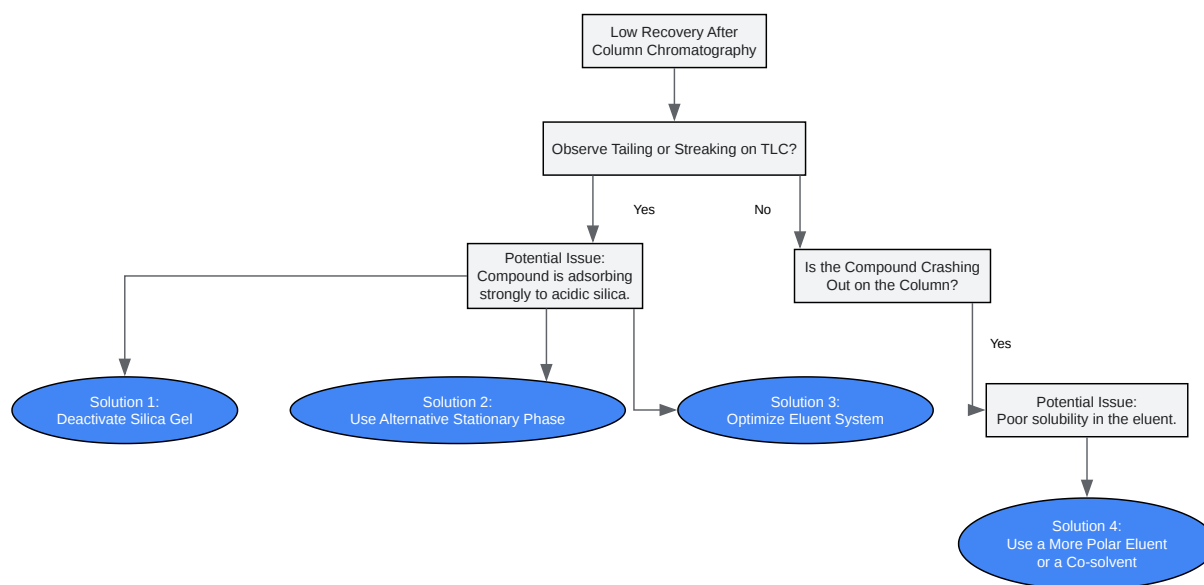 Low Recovery After
Column Chromatography
Observe Tailing or Streaking on TLC?
Yes
No
Potential Issue:
Compound is adsorbing
strongly to acidic silica.
Is the Compound Crashing
Out on the Column?
Yes
Solution 1:
Deactivate Silica Gel
Solution 2:
Use Alternative Stationary Phase
Solution 3:
Optimize Eluent System
Potential Issue:
Poor solubility in the eluent.
Solution 4:
Use a More Polar Eluent
or a Co-solvent